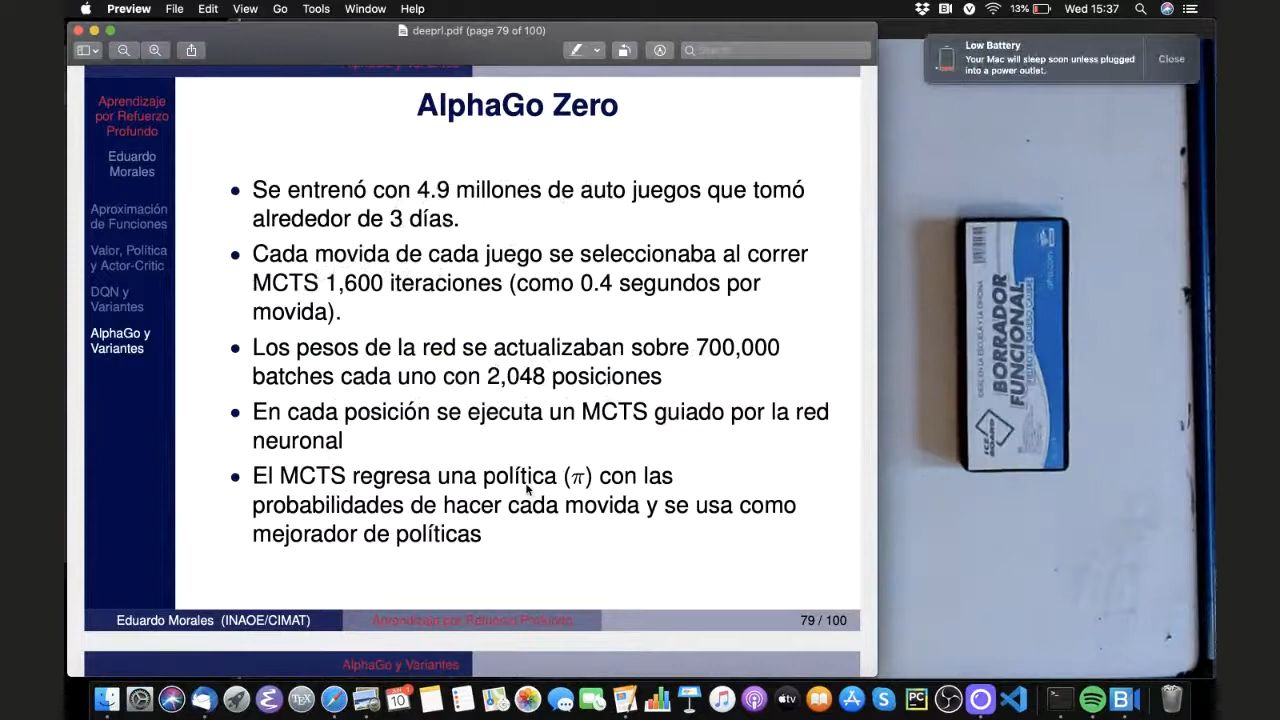 Preview File Edit View Go Tools Window Help
13% Wed 15:37
deeprl.pdf (page 79 of 100)
Search
Low Battery
Your Mac will sleep soon unless plugged
into a power outlet.
Close
AlphaGo y Variantes
Aprendizaje
por Refuerzo
Profundo
Eduardo
Morales
Aproximación
de Funciones
Valor, Política
y Actor-Critic
DQN y
Variantes
AlphaGo y
Variantes
AlphaGo Zero
• Se entrenó con 4.9 millones de auto juegos que tomó
alrededor de 3 días.
• Cada movida de cada juego se seleccionaba al correr
MCTS 1,600 iteraciones (como 0.4 segundos por
movida).
• Los pesos de la red se actualizaban sobre 700,000
batches cada uno con 2,048 posiciones
• En cada posición se ejecuta un MCTS guiado por la red
neuronal
• El MCTS regresa una política (π) con las
probabilidades de hacer cada movida y se usa como
mejorador de políticas
Eduardo Morales (INAOE/CIMAT)
Aprendizaje por Refuerzo Profundo
79 / 100
AlphaGo y Variantes
BORRADOR
FUNCIONAL